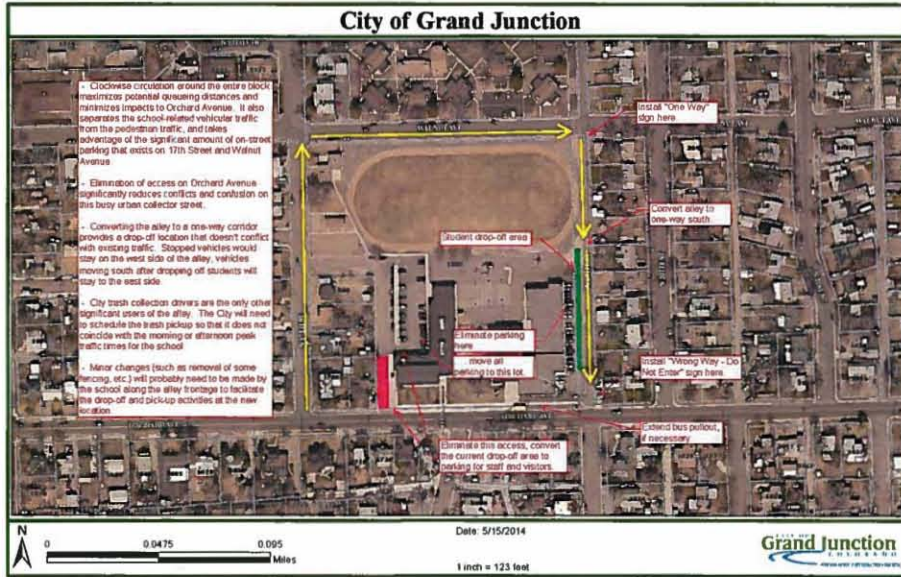 City of Grand Junction
- Clockwise circulation around the entire block
maximizes potential queueing distances and
minimizes impacts to Orchard Avenue. It also
separates the school-related vehicular traffic
from the pedestrian traffic, and takes
advantage of the significant amount of on-street
parking that exists on 17th Street and Walnut
Avenue
- Elimination of access on Orchard Avenue
significantly reduces conflicts and confusion on
this busy urban collector street.
- Converting the alley to a one-way corridor
provides a drop-off location that doesn't conflict
with existing traffic. Stopped vehicles would
stay on the west side of the alley, vehicles
moving south after dropping off students will
stay to the east side
- City trash collection drivers are the only other
significant users of the alley. The City will need
to schedule the trash pickup so that it does not
coincide with the morning or afternoon peak
traffic times for the school
- Minor changes (such as removal of some
fencing, etc.) will probably need to be made by
the school along the alley frontage to facilitate
the drop-off and pick-up activities at the new
location
WALNUT AVE
Install "One Way"
sign here.
Convert alley to
one-way south.
Student drop-off area
Eliminate parking
here
move all
parking to this lot.
Install "Wrong Way - Do
Not Enter" sign here.
Extend bus pullout,
if necessary
Eliminate this access, convert
the current drop-off area to
parking for staff and visitors.
ORCHARD AVE
N
0 0.0475 0.095
Miles
Date: 5/15/2014
1 inch = 123 feet
CITY OF
Grand Junction
COLORADO